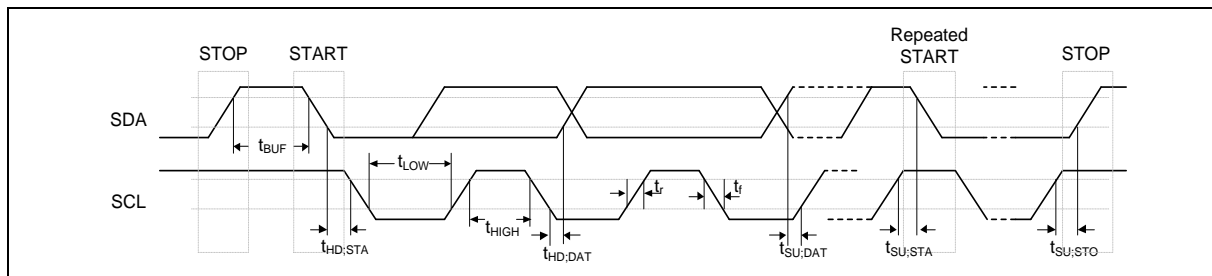 Repeated
STOP START START STOP
SDA
tBUF
tLOW
SCL
tr tf
tHIGH
tHD;STA tHD;DAT tSU;DAT tSU;STA tSU;STO